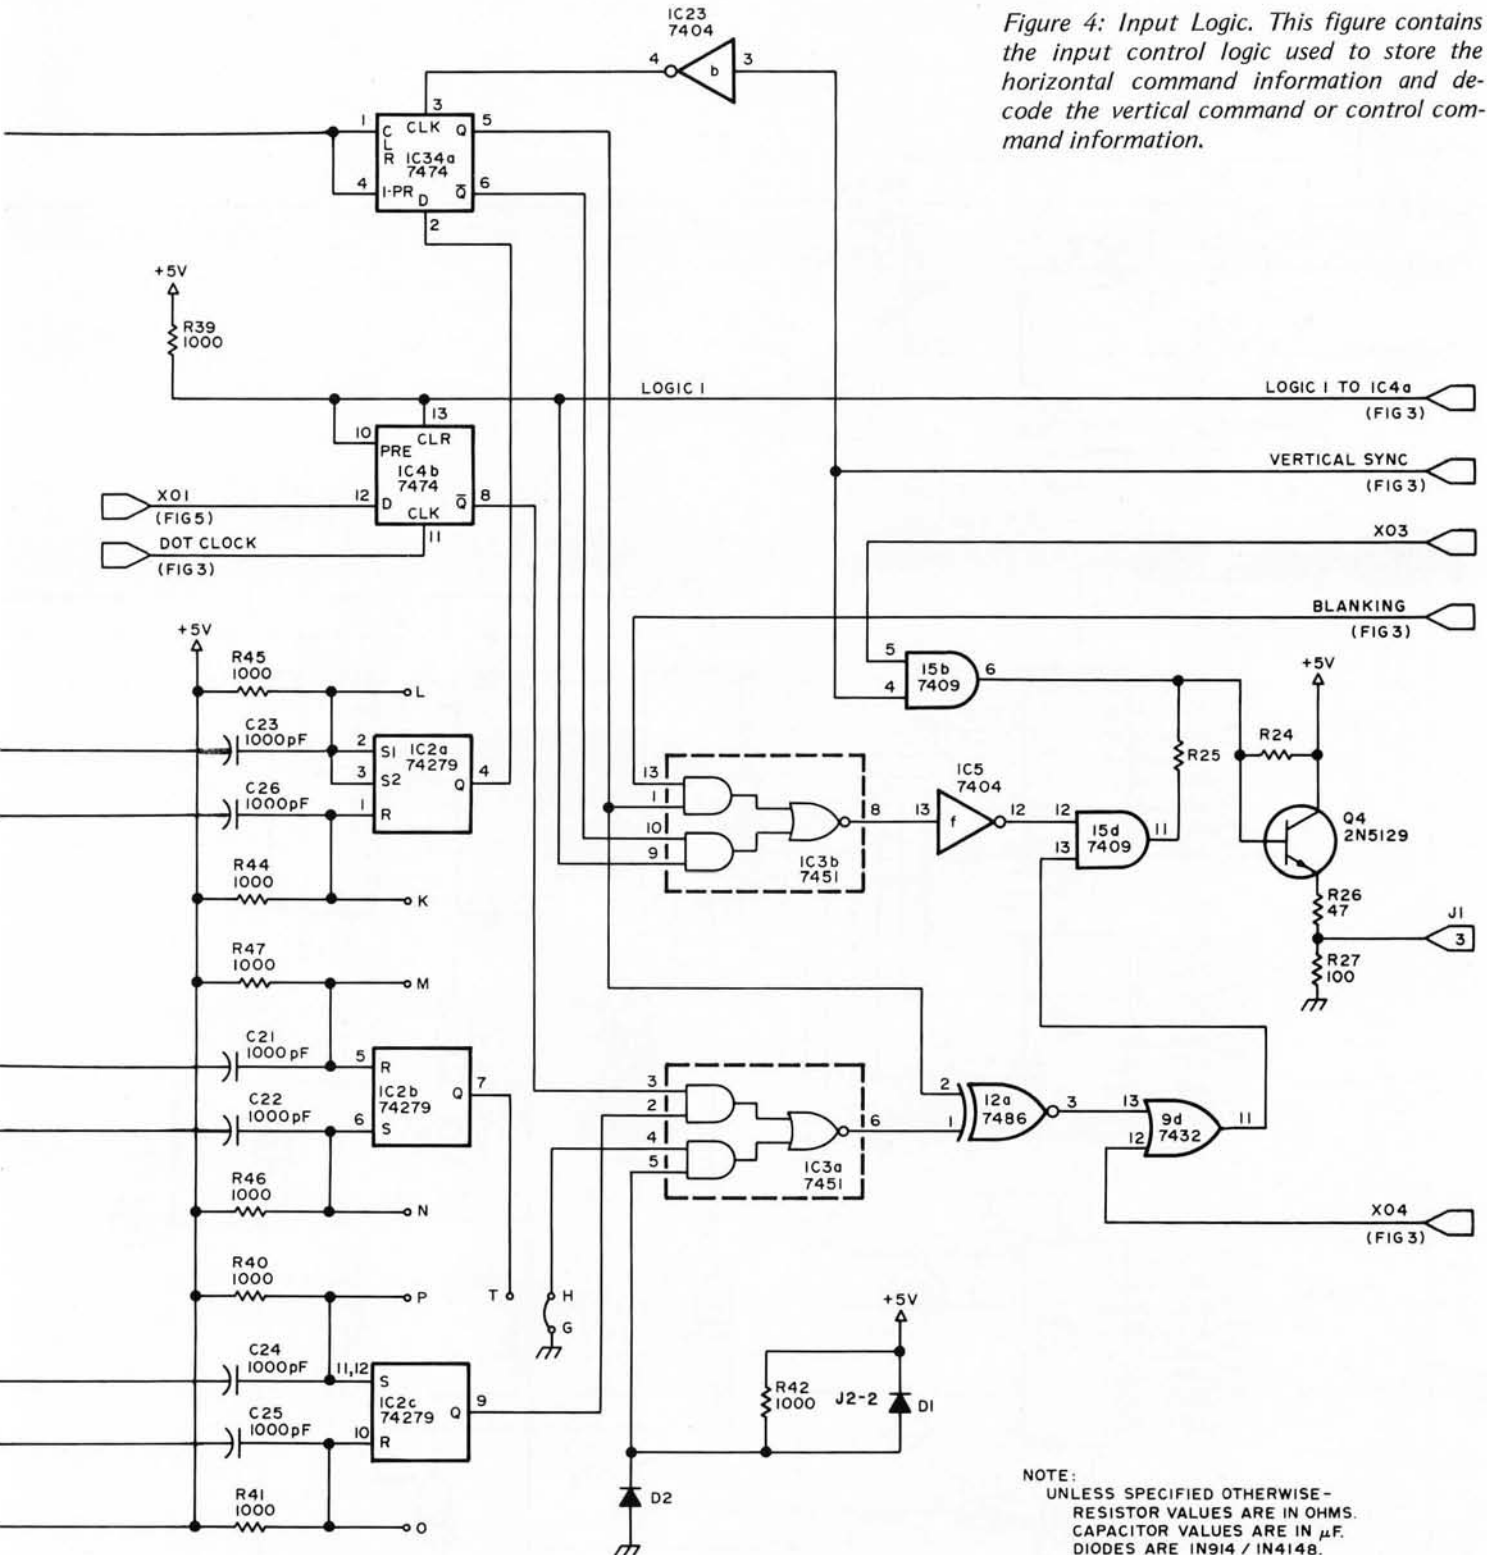 Figure 4: Input Logic. This figure contains
the input control logic used to store the
horizontal command information and de-
code the vertical command or control com-
mand information.
IC23
7404
4
b
3
3
1
CLK
Q
5
C
L
R
IC34a
7474
4
I-PR
D
Q̅
6
2
+5V
R39
1000
LOGIC 1
LOGIC 1 TO IC4a
(FIG 3)
13
10
CLR
PRE
IC4b
7474
VERTICAL SYNC
(FIG 3)
XO1
(FIG 5)
12
D
Q̅
8
CLK
11
DOT CLOCK
(FIG 3)
XO3
BLANKING
(FIG 3)
+5V
R45
1000
L
C23
1000pF
2
S1
IC2a
74279
3
S2
Q
4
C26
1000pF
1
R
R44
1000
K
5
15b
7409
6
4
+5V
R25
R24
13
1
10
9
8
IC3b
7451
IC5
7404
13
f
12
12
15d
7409
11
13
Q4
2N5129
R26
47
J1
3
R27
100
R47
1000
M
C21
1000pF
5
R
IC2b
74279
Q
7
C22
1000pF
6
S
R46
1000
N
3
2
4
5
6
IC3a
7451
2
1
12a
7486
3
13
9d
7432
11
12
XO4
(FIG 3)
R40
1000
P
T
H
G
C24
1000pF
11,12
S
IC2c
74279
Q
9
C25
1000pF
10
R
R41
1000
O
+5V
R42
1000
J2-2
D1
D2
NOTE:
UNLESS SPECIFIED OTHERWISE-
RESISTOR VALUES ARE IN OHMS.
CAPACITOR VALUES ARE IN µF.
DIODES ARE IN914 / IN4148.